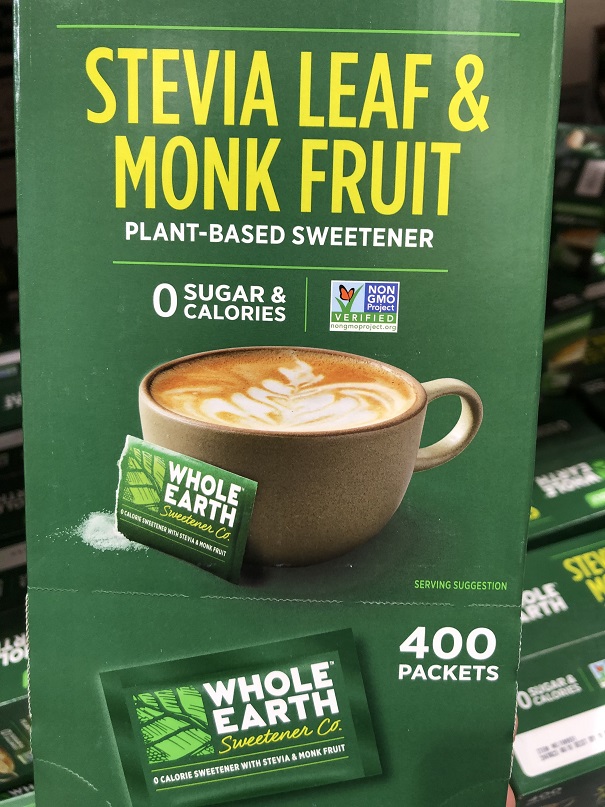 STEVIA LEAF &
MONK FRUIT
PLANT-BASED SWEETENER
0 SUGAR &
CALORIES
NON
GMO
Project
VERIFIED
nongmoproject.org
WHOLE
EARTH
Sweetener Co.
0 CALORIE SWEETENER WITH STEVIA & MONK FRUIT
SERVING SUGGESTION
400
PACKETS
WHOLE™
EARTH
Sweetener Co.
0 CALORIE SWEETENER WITH STEVIA & MONK FRUIT